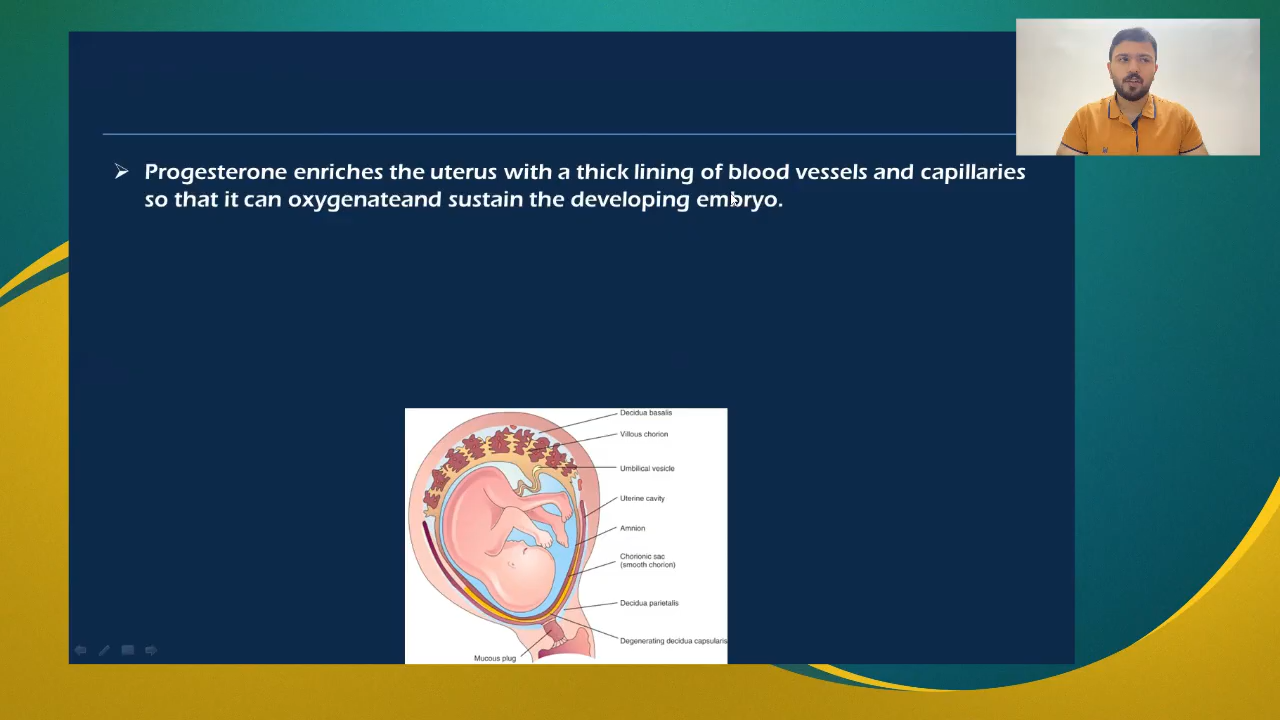 Progesterone enriches the uterus with a thick lining of blood vessels and capillaries
so that it can oxygenateand sustain the developing embryo.
Decidua basalis
Villous chorion
Umbilical vesicle
Uterine cavity
Amnion
Chorionic sac
(smooth chorion)
Decidua parietalis
Degenerating decidua capsularis
Mucous plug